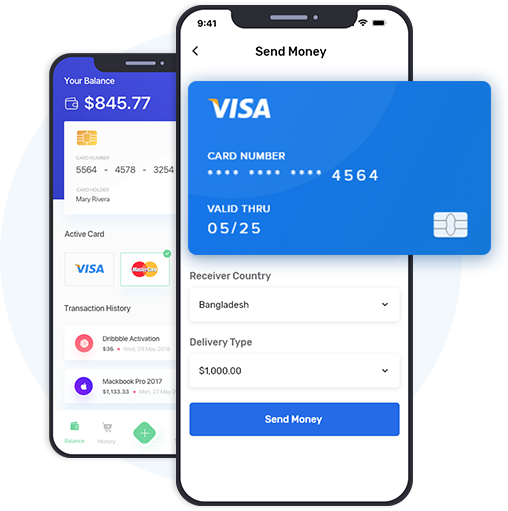 Your Balance
$845.77
CARD NUMBER
5564 - 4578 - 3254
CARD HOLDER
Mary Rivera
Active Card
VISA
MasterCard
Transaction History
Dribbble Activation
$36 • Wed, 29 May 2018
Mackbook Pro 2017
$1,133.33 • Mon, 27 May
Balance
History
9:41
Send Money
VISA
CARD NUMBER
**** **** **** 4564
VALID THRU
05/25
Receiver Country
Bangladesh
Delivery Type
$1,000.00
Send Money